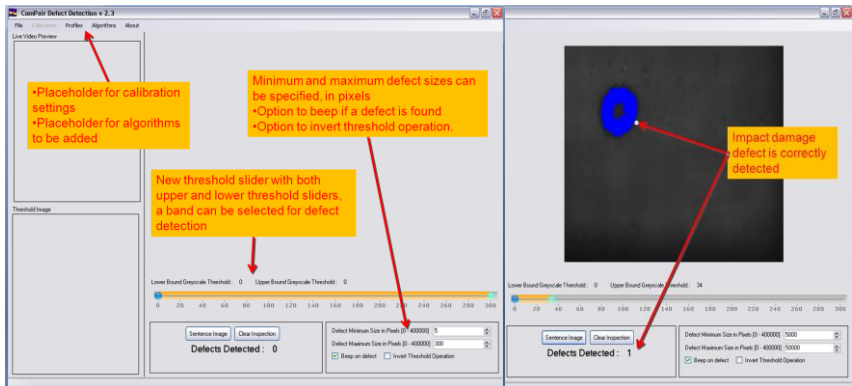 ComPair Defect Detection v 2.3
File Calibration Profiles Algorithms About
Live Video Preview
•Placeholder for calibration
settings
•Placeholder for algorithms
to be added
Minimum and maximum defect sizes can
be specified, in pixels
•Option to beep if a defect is found
•Option to invert threshold operation.
New threshold slider with both
upper and lower threshold sliders,
a band can be selected for defect
detection
Threshold Image
Lower Bound Greyscale Threshold : 0 Upper Bound Greyscale Threshold : 0
0 20 40 60 80 100 120 140 160 180 200 220 240 260 280 300
Sentence Image Clear Inspection
Defects Detected : 0
Defect Minimum Size in Pixels [0 - 400000] 5
Defect Maximum Size in Pixels [0 - 400000] 300
Beep on defect Invert Threshold Operation
Impact damage
defect is correctly
detected
Lower Bound Greyscale Threshold : 0 Upper Bound Greyscale Threshold : 34
0 20 40 60 80 100 120 140 160 180 200 220 240 260 280 300
Sentence Image Clear Inspection
Defects Detected : 1
Defect Minimum Size in Pixels [0 - 400000] 5000
Defect Maximum Size in Pixels [0 - 400000] 50000
Beep on defect Invert Threshold Operation